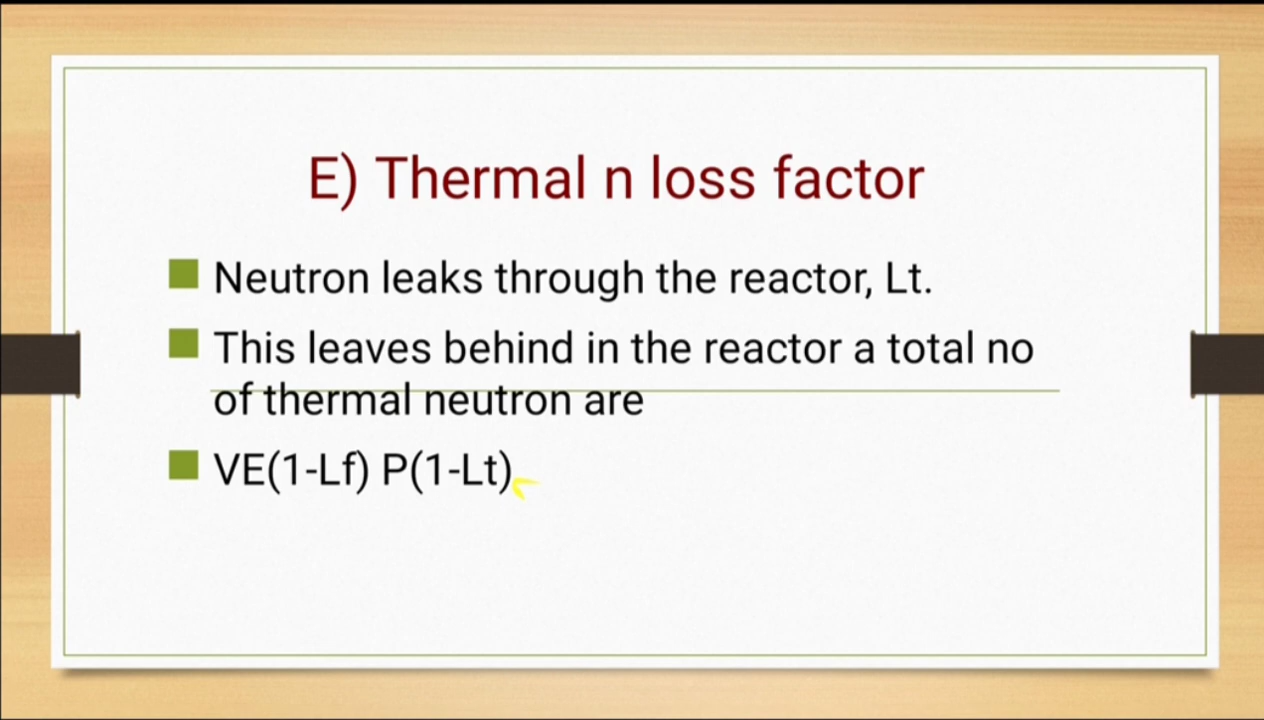 E) Thermal n loss factor
Neutron leaks through the reactor, Lt.
This leaves behind in the reactor a total no
of thermal neutron are
VE(1-Lf) P(1-Lt)